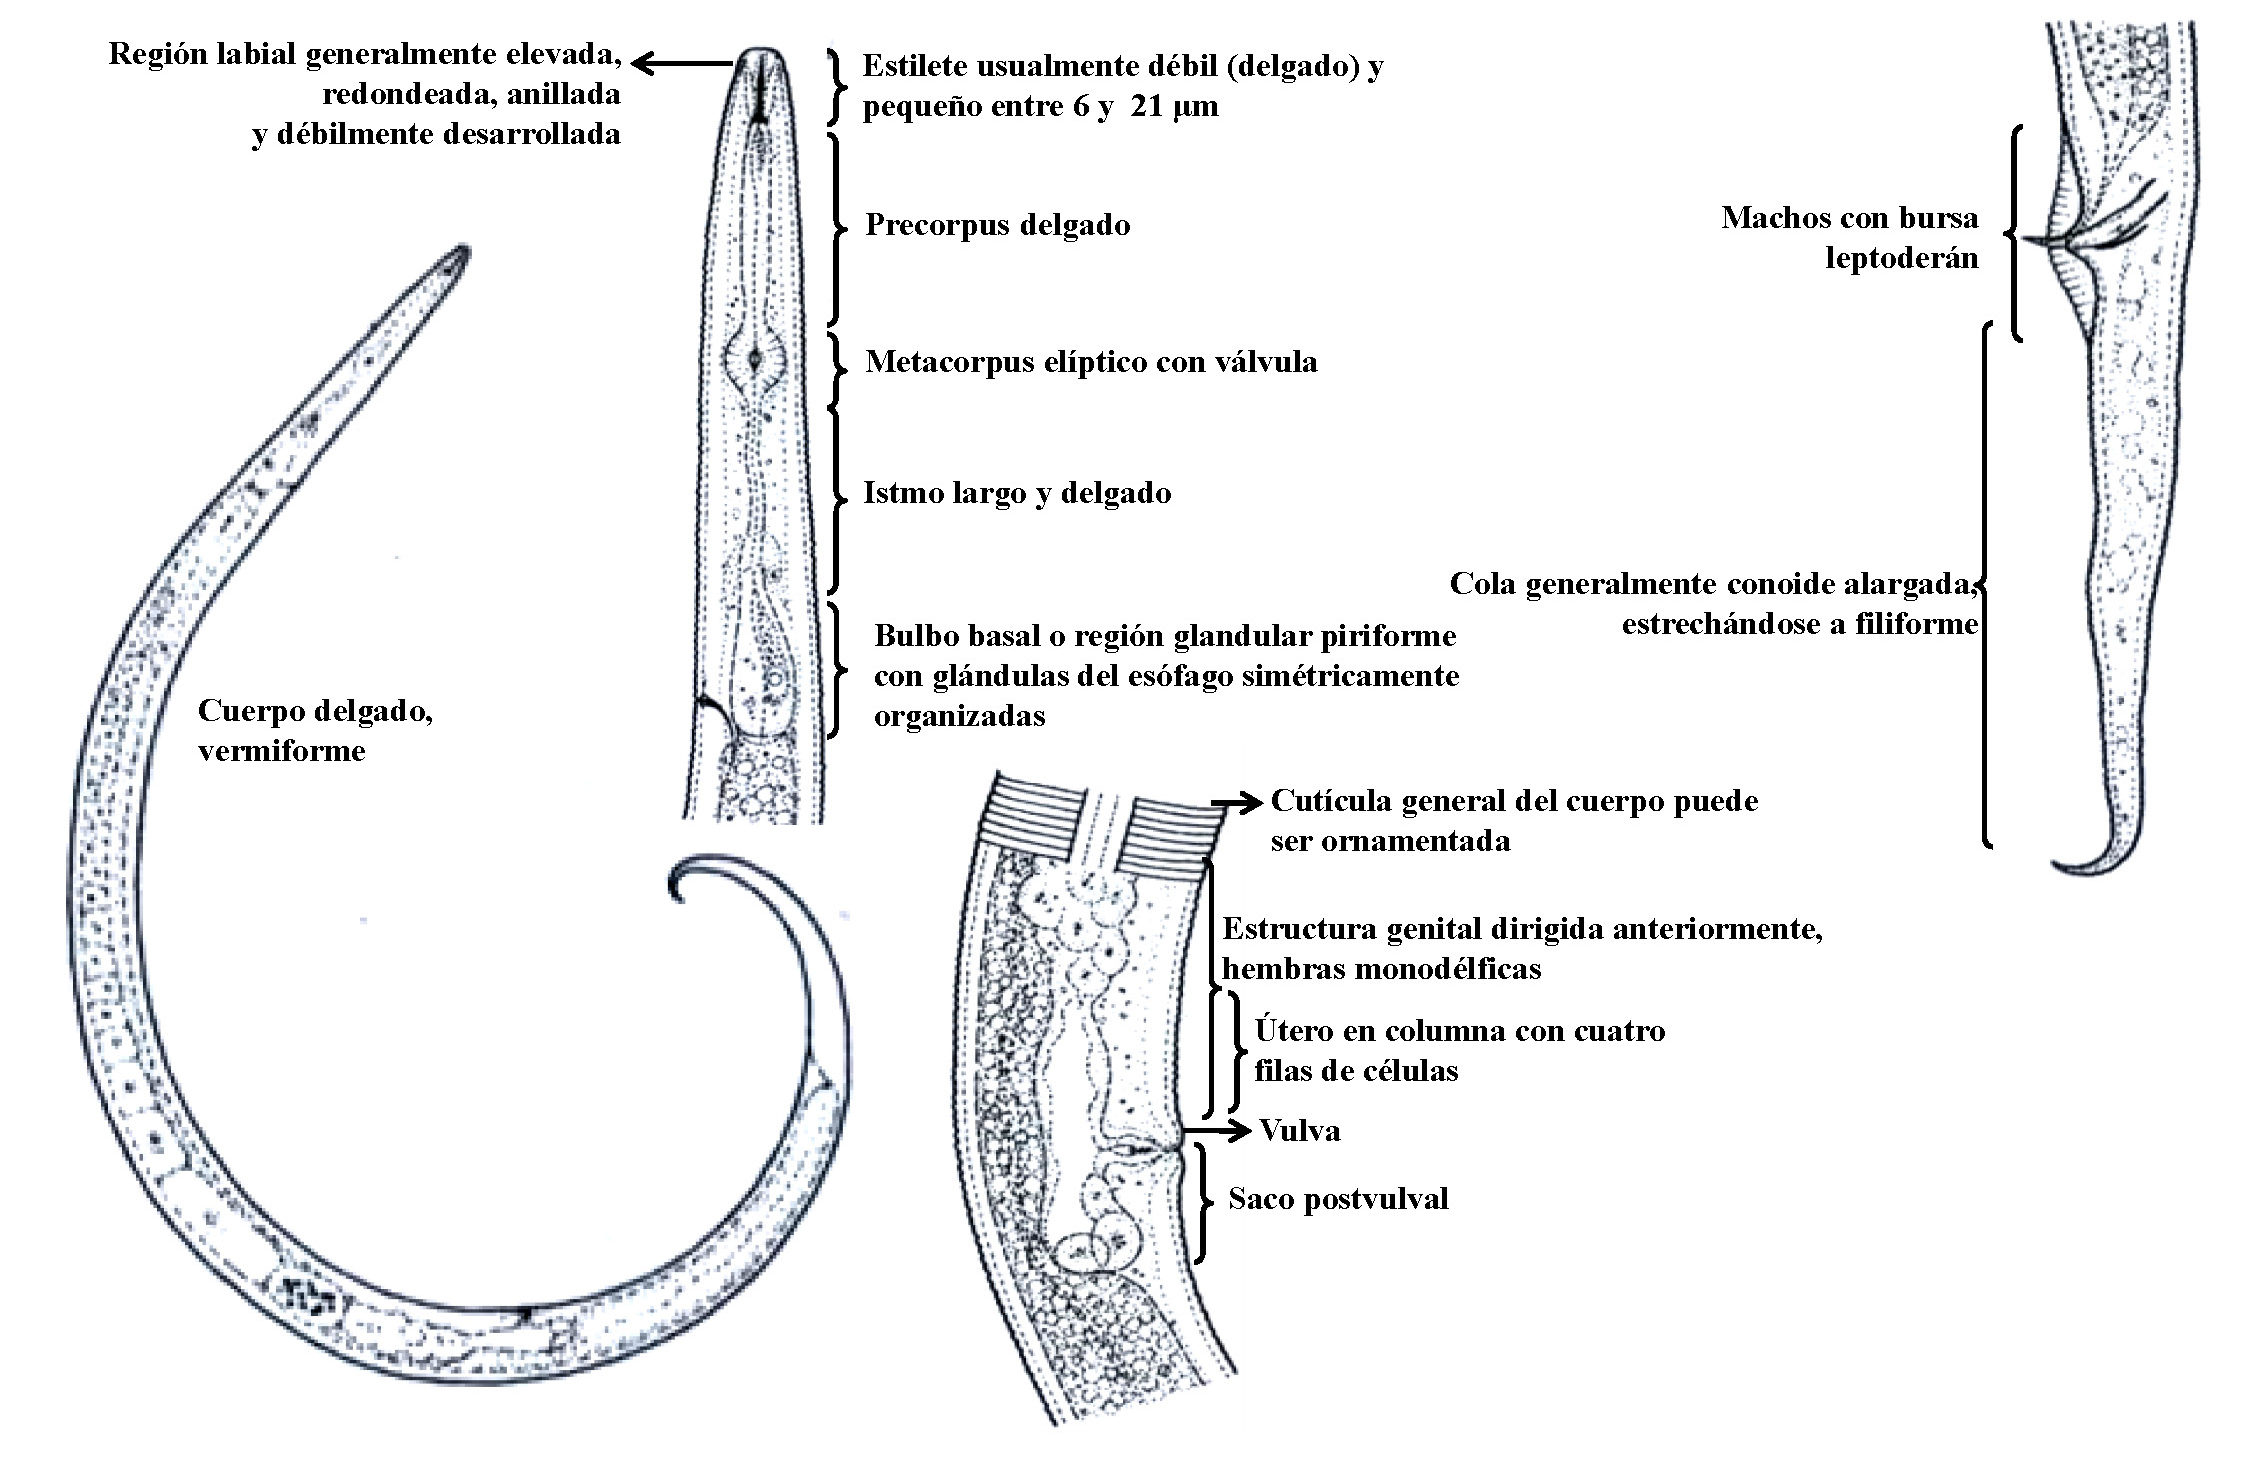 Región labial generalmente elevada,
redondeada, anillada
y débilmente desarrollada
Estilete usualmente débil (delgado) y
pequeño entre 6 y 21 µm
Precorpus delgado
Metacorpus elíptico con válvula
Istmo largo y delgado
Bulbo basal o región glandular piriforme
con glándulas del esófago simétricamente
organizadas
Cuerpo delgado,
vermiforme
Machos con bursa
leptoderán
Cola generalmente conoide alargada,
estrechándose a filiforme
Cutícula general del cuerpo puede
ser ornamentada
Estructura genital dirigida anteriormente,
hembras monodélficas
Útero en columna con cuatro
filas de células
Vulva
Saco postvulval